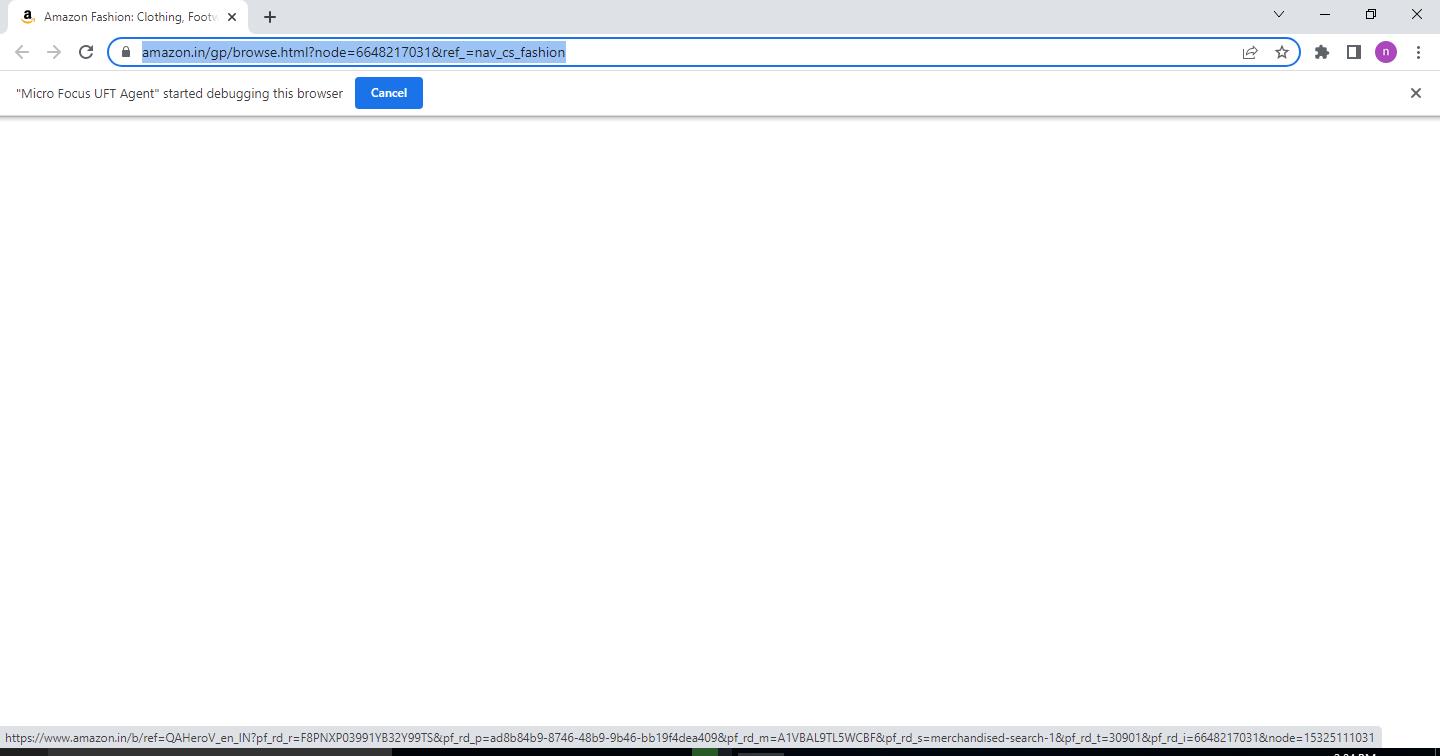 Amazon Fashion: Clothing, Footw
amazon.in/gp/browse.html?node=6648217031&ref_=nav_cs_fashion
n
"Micro Focus UFT Agent" started debugging this browser
Cancel
https://www.amazon.in/b/ref=QAHeroV_en_IN?pf_rd_r=F8PNXP03991YB32Y99TS&pf_rd_p=ad8b84b9-8746-48b9-9b46-bb19f4dea409&pf_rd_m=A1VBAL9TL5WCBF&pf_rd_s=merchandised-search-1&pf_rd_t=30901&pf_rd_i=6648217031&node=15325111031